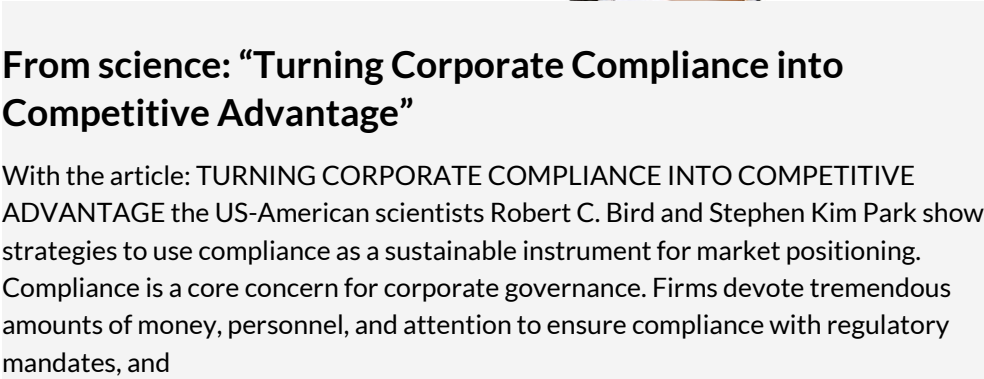 From science: “Turning Corporate Compliance into
Competitive Advantage”
With the article: TURNING CORPORATE COMPLIANCE INTO COMPETITIVE
ADVANTAGE the US-American scientists Robert C. Bird and Stephen Kim Park show
strategies to use compliance as a sustainable instrument for market positioning.
Compliance is a core concern for corporate governance. Firms devote tremendous
amounts of money, personnel, and attention to ensure compliance with regulatory
mandates, and